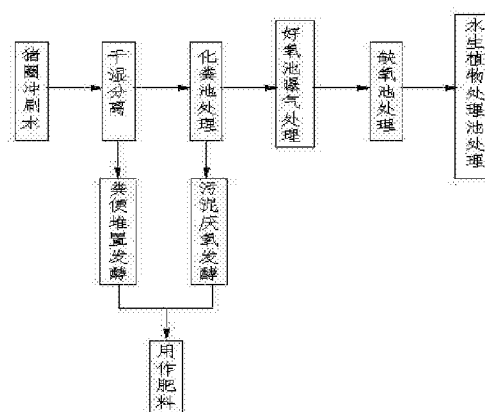 猪圈冲刷水
干湿分离
化粪池处理
好氧池曝气处理
缺氧池处理
水生植物处理池处理
粪便堆置发酵
污泥厌氧发酵
用作肥料